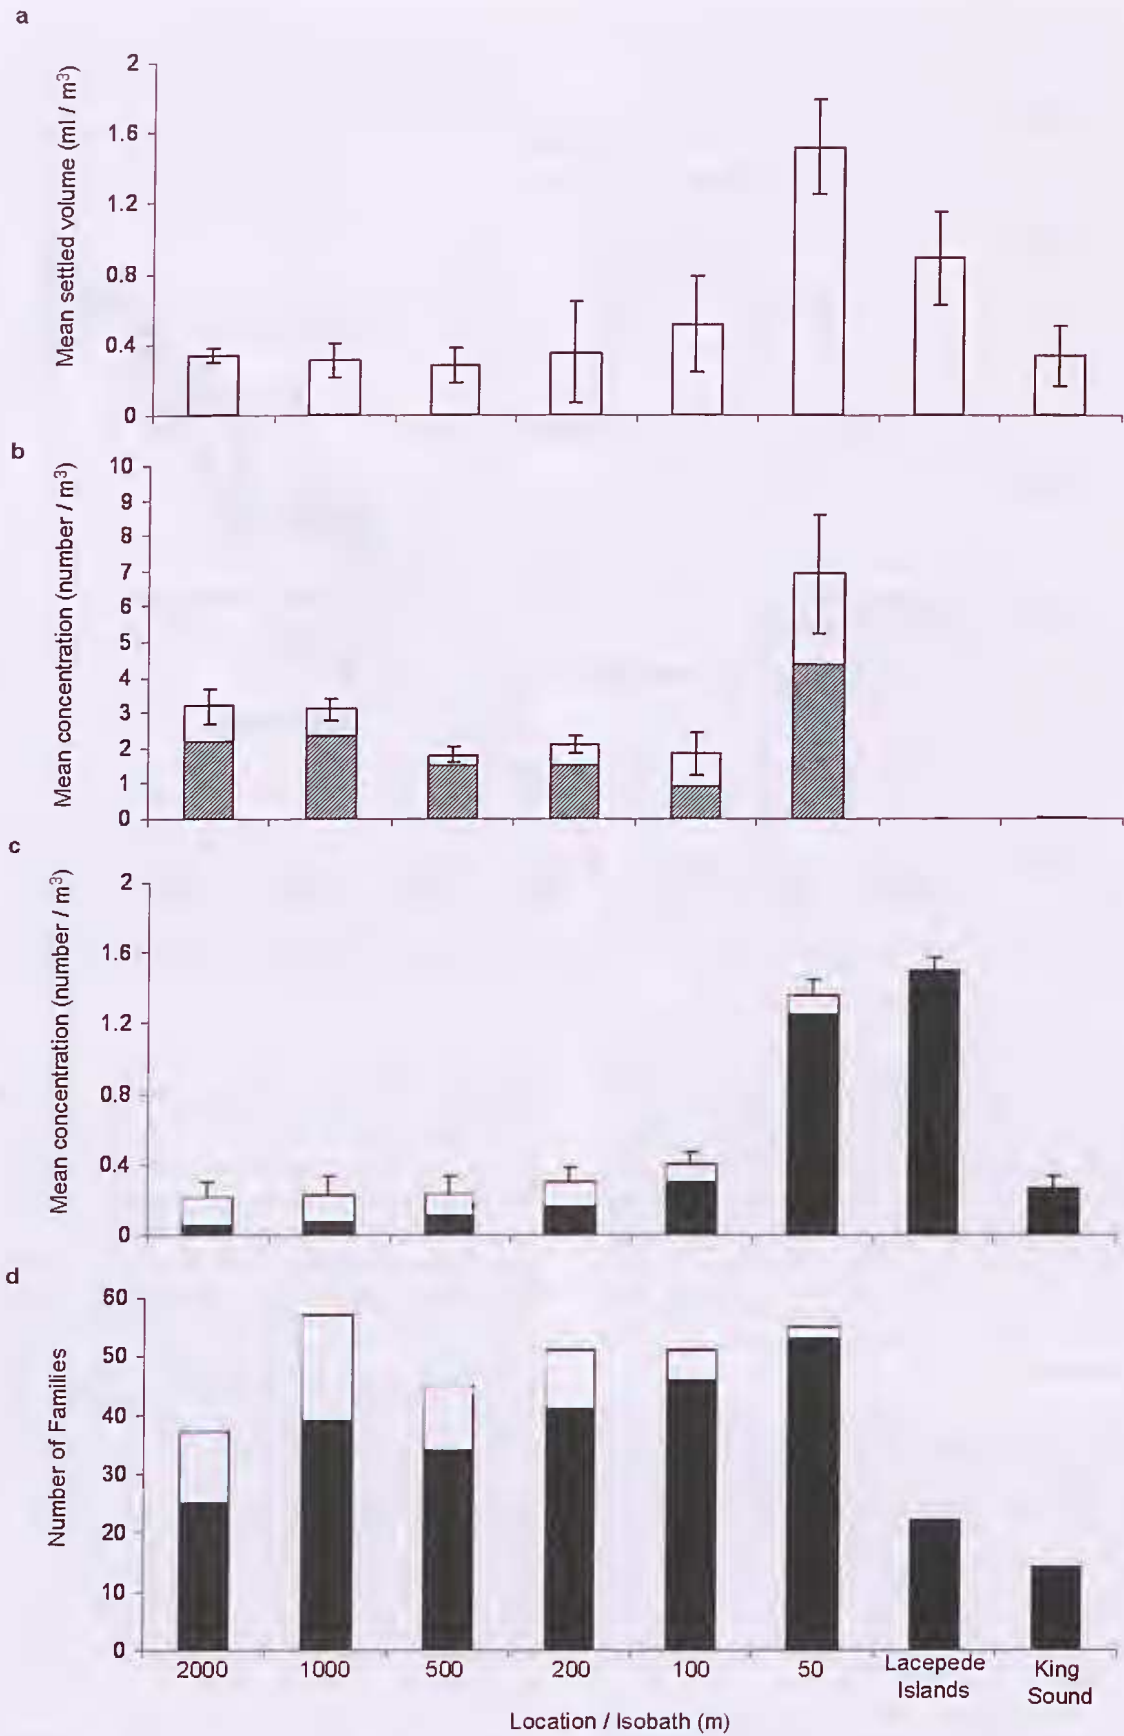 a
Mean settled volume (ml / m³)
2
1.6
1.2
0.8
0.4
0
b
Mean concentration (number / m³)
10
9
8
7
6
5
4
3
2
1
0
c
Mean concentration (number / m³)
2
1.6
1.2
0.8
0.4
0
d
Number of Families
60
50
40
30
20
10
0
2000 1000 500 200 100 50 Lacepede King
Islands Sound
Location / Isobath (m)